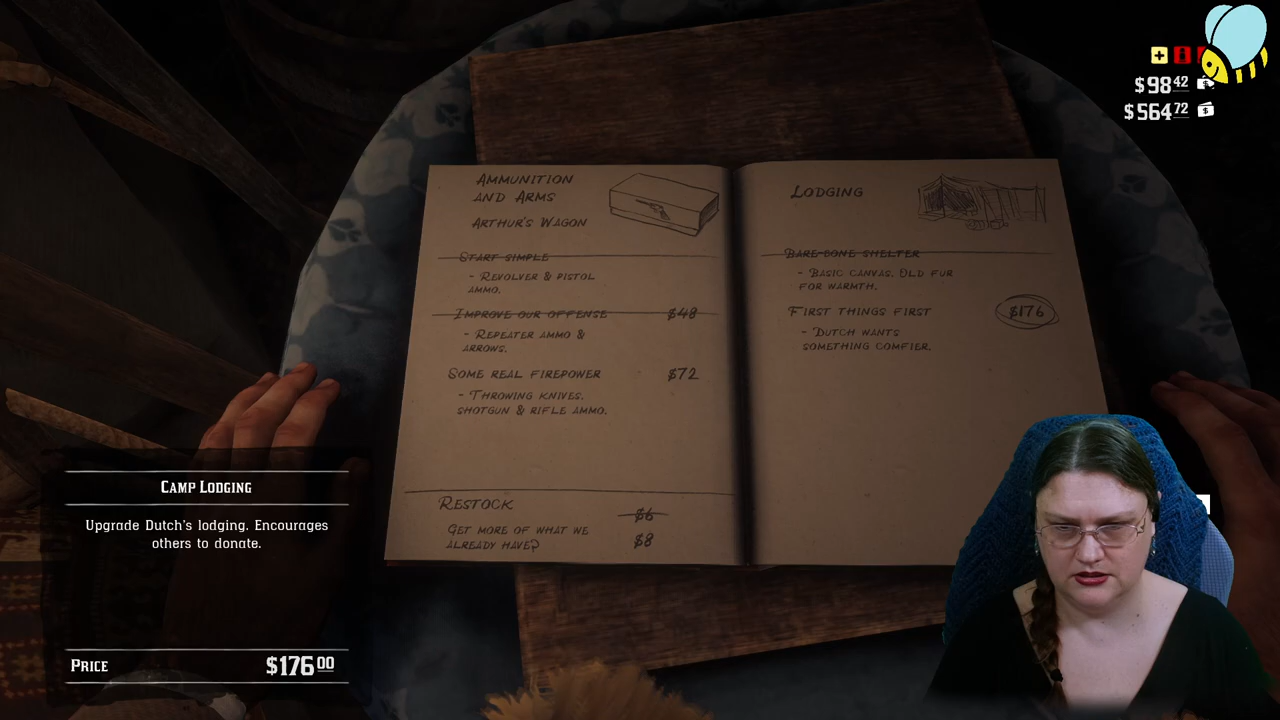 $98 42
$564 72
Ammunition
and Arms
Arthur's Wagon
Start simple
- Revolver & pistol
ammo.
Improve our offense $48
- Repeater ammo &
arrows.
Some real firepower $72
- Throwing knives.
shotgun & rifle ammo.
Restock
$6
Get more of what we
already have?
$8
Lodging
Bare-bone shelter
- Basic canvas. Old fur
for warmth.
First things first $176
- Dutch wants
something comfier.
Camp Lodging
Upgrade Dutch's lodging. Encourages
others to donate.
Price $176 00